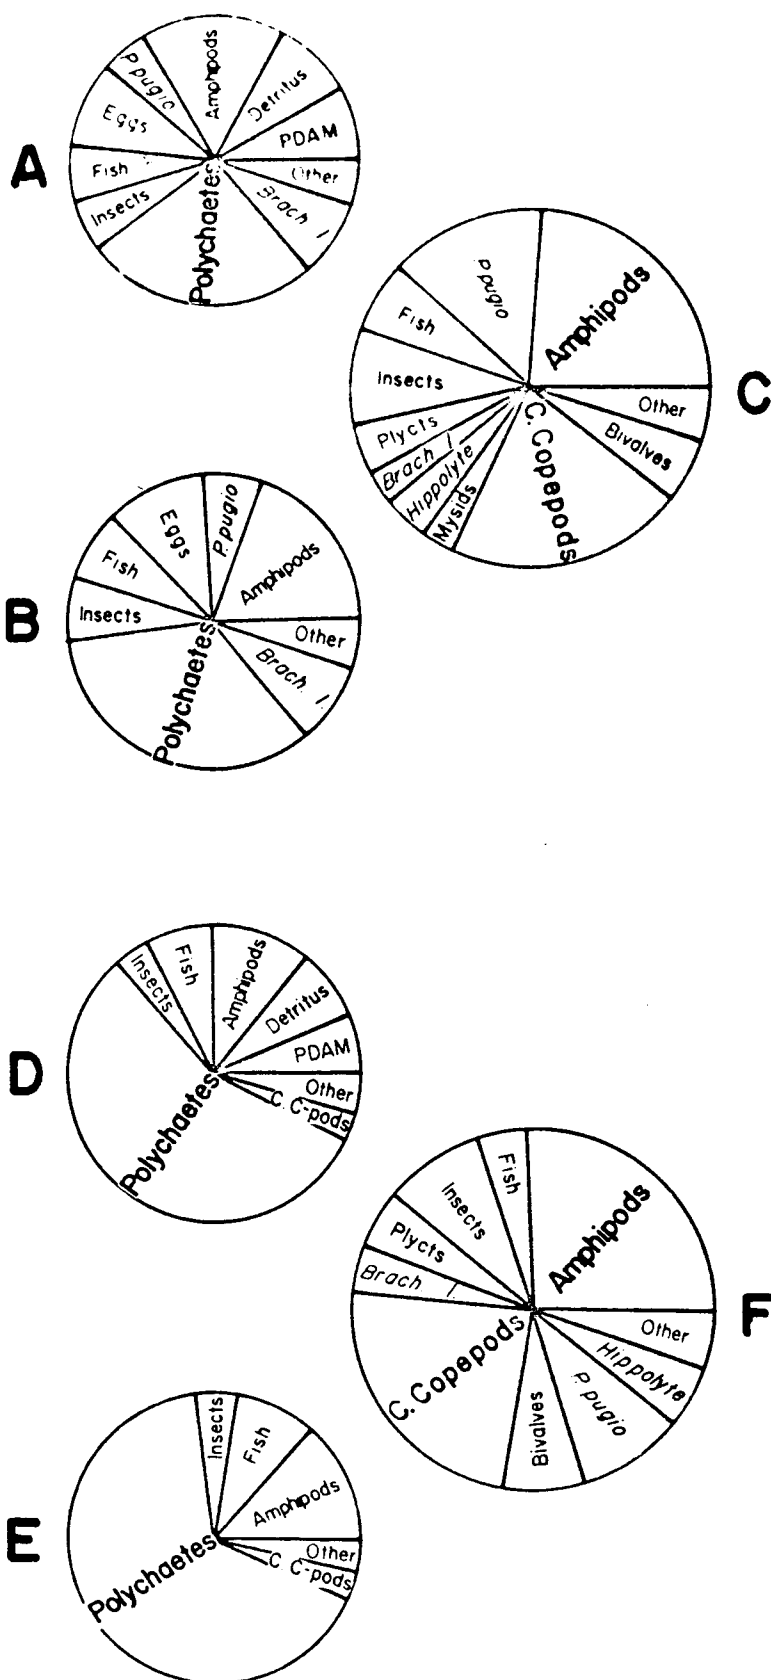 A
P. pugio
Amphipods
Detritus
PDAM
Other
Brach. l.
Polychaetes
Insects
Fish
Eggs
C
P. pugio
Amphipods
Other
Bivalves
C. Copepods
Mysids
Hippolyte
Brach. l.
Plycts
Insects
Fish
B
Fish
Eggs
P. pugio
Amphipods
Other
Brach. l.
Polychaetes
Insects
D
Insects
Fish
Amphipods
Detritus
PDAM
Other
C. C-pods
Polychaetes
F
Plycts
Insects
Fish
Amphipods
Other
Hippolyte
P. pugio
Bivalves
C. Copepods
Brach. l.
E
Insects
Fish
Amphipods
Other
C. C-pods
Polychaetes